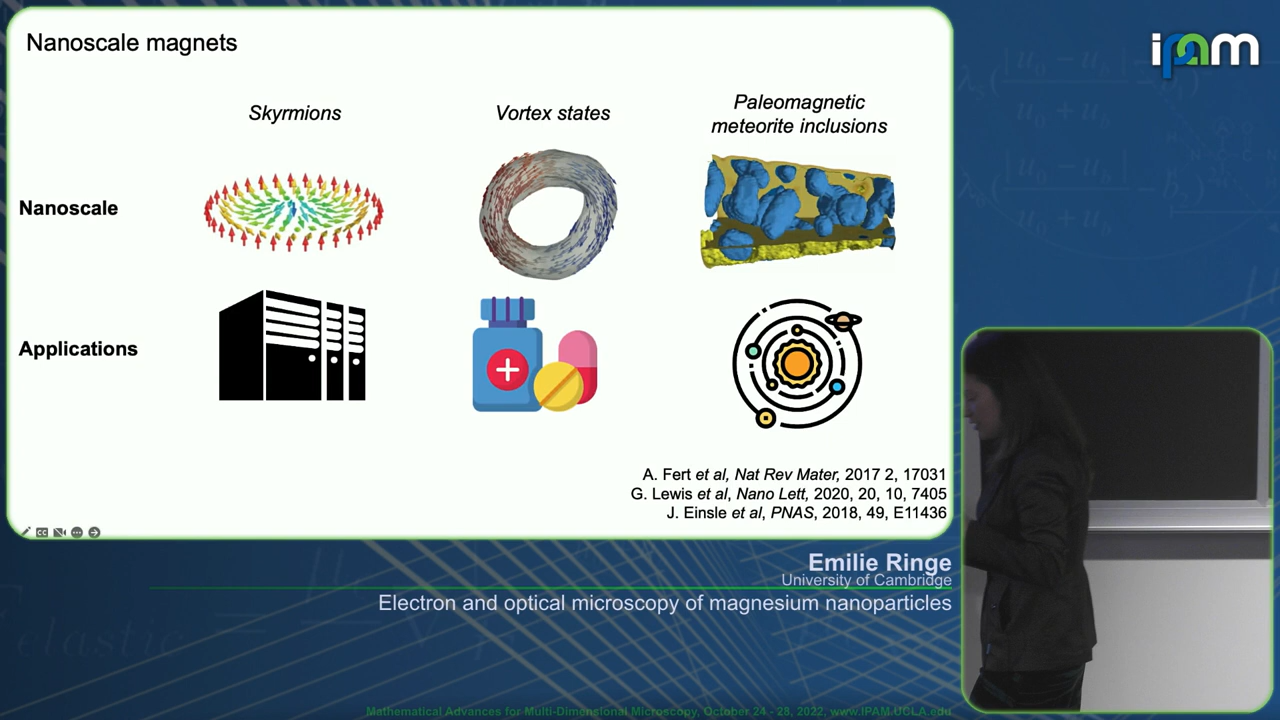 Nanoscale magnets
ipam
Skyrmions
Vortex states
Paleomagnetic
meteorite inclusions
Nanoscale
Applications
A. Fert et al, Nat Rev Mater, 2017 2, 17031
G. Lewis et al, Nano Lett, 2020, 20, 10, 7405
J. Einsle et al, PNAS, 2018, 49, E11436
Emilie Ringe
University of Cambridge
Electron and optical microscopy of magnesium nanoparticles
Mathematical Advances for Multi-Dimensional Microscopy, October 24 - 28, 2022, www.IPAM.UCLA.edu